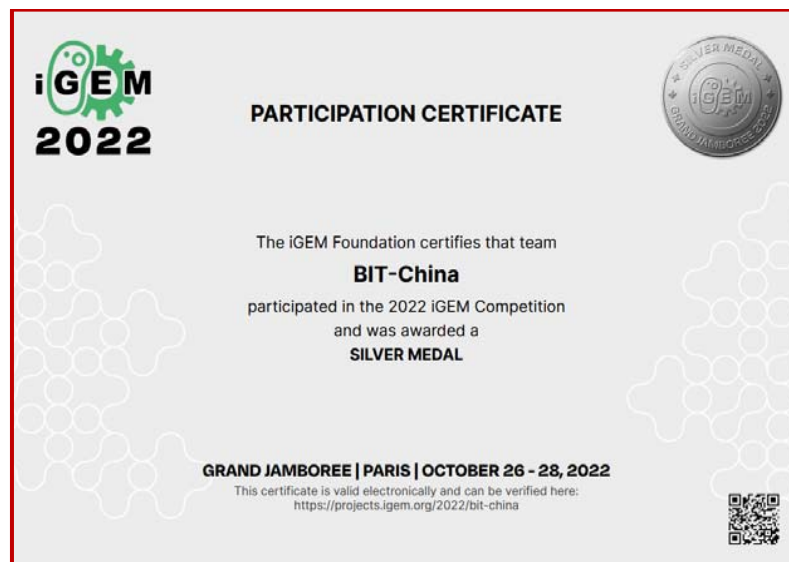 iGEM
2022
PARTICIPATION CERTIFICATE
SILVER MEDAL
iGEM
GRAND JAMBOREE 2022
The iGEM Foundation certifies that team
BIT-China
participated in the 2022 iGEM Competition
and was awarded a
SILVER MEDAL
GRAND JAMBOREE | PARIS | OCTOBER 26 - 28, 2022
This certificate is valid electronically and can be verified here:
https://projects.igem.org/2022/bit-china